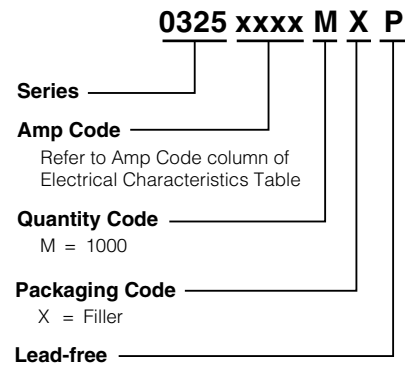 0325 xxxx M X P
Series
Amp Code
Refer to Amp Code column of
Electrical Characteristics Table
Quantity Code
M = 1000
Packaging Code
X = Filler
Lead-free